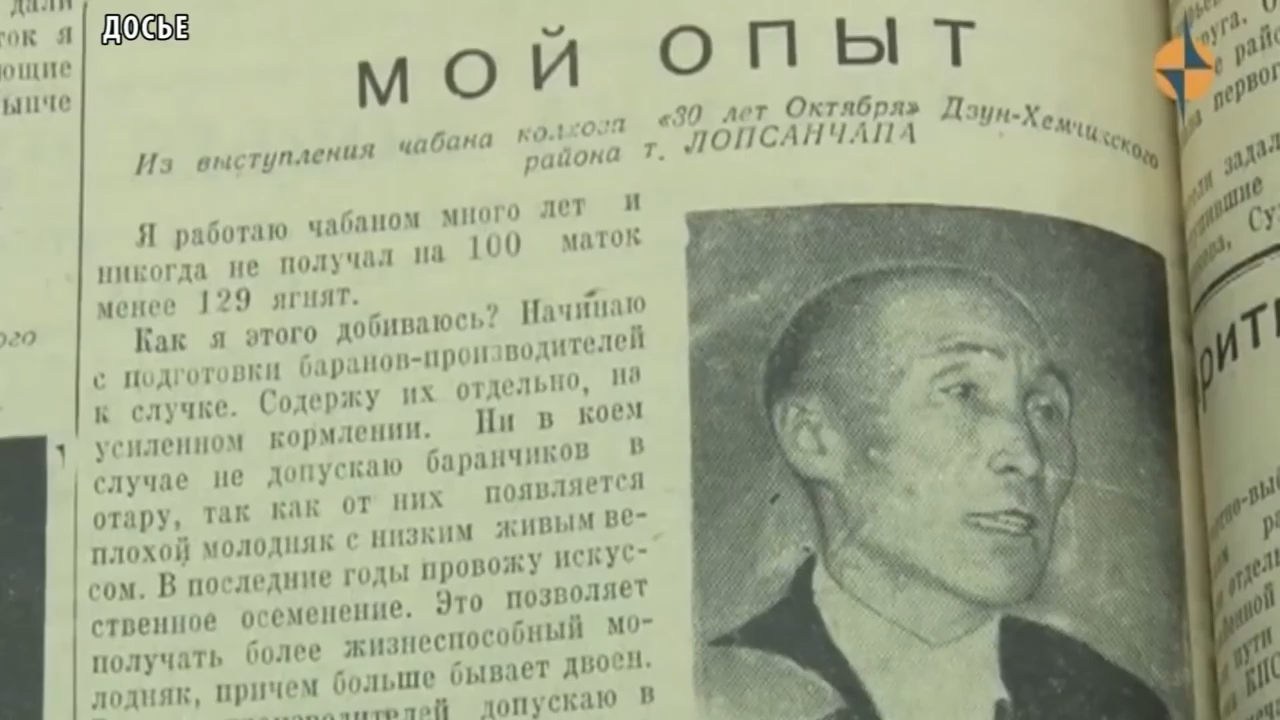 ДОСЬЕ
МОЙ ОПЫТ
Из выступления чабана колхоза «30 лет Октября» Дзун-Хемчикского
района т. ЛОПСАНЧАПА
Я работаю чабаном много лет и
никогда не получал на 100 маток
менее 129 ягнят.
Как я этого добиваюсь? Начинаю
с подготовки баранов-производителей
к случке. Содержу их отдельно, на
усиленном кормлении. Ни в коем
случае не допускаю баранчиков в
отару, так как от них появляется
плохой молодняк с низким живым ве-
сом. В последние годы провожу искус-
ственное осеменение. Это позволяет
получать более жизнеспособный мо-
лодняк, причем больше бывает двоен.
допускаю в